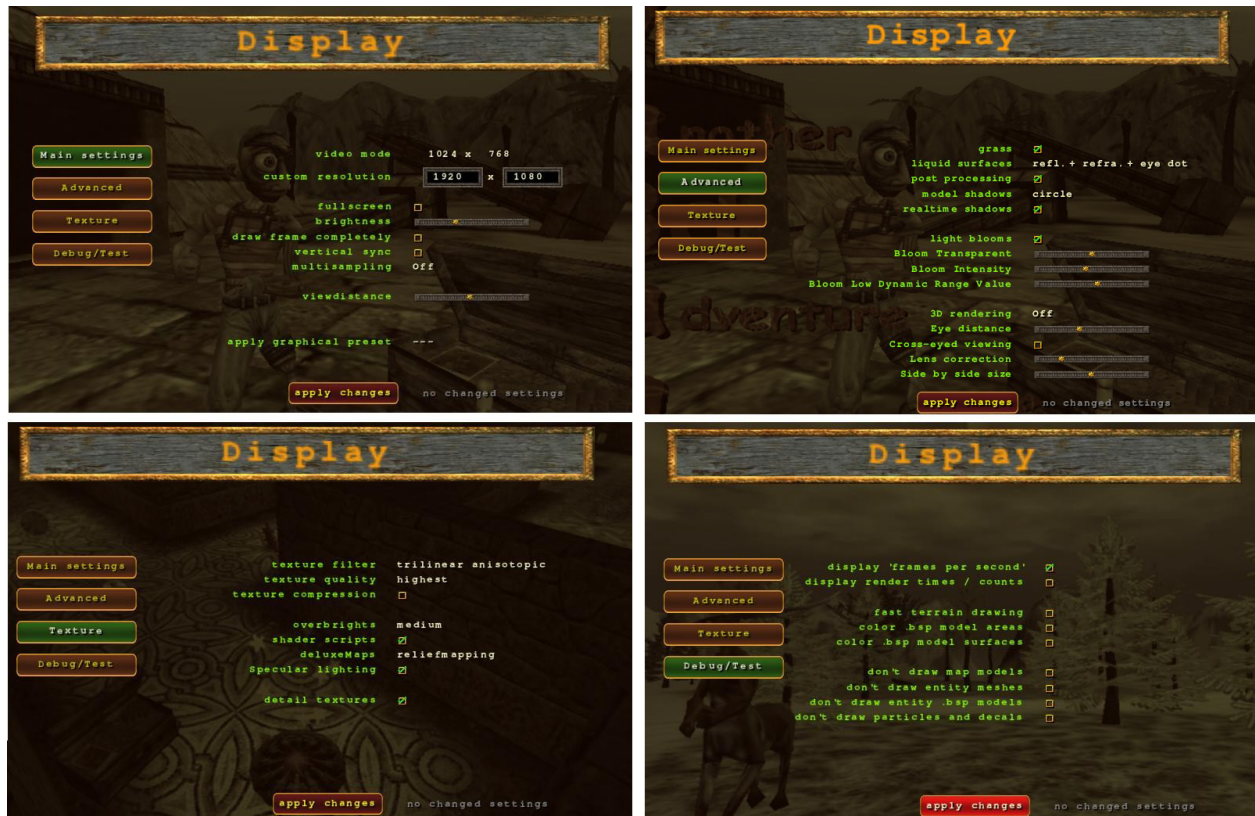 Display
Main settings
Advanced
Texture
Debug/Test
video mode 1024 x 768
custom resolution 1920 x 1080
fullscreen
brightness
draw frame completely
vertical sync
multisampling Off
viewdistance
apply graphical preset ---
apply changes no changed settings
Display
Main settings
Advanced
Texture
Debug/Test
grass
liquid surfaces refl.+ refra.+ eye dot
post processing
model shadows circle
realtime shadows
light blooms
Bloom Transparent
Bloom Intensity
Bloom Low Dynamic Range Value
3D rendering Off
Eye distance
Cross-eyed viewing
Lens correction
Side by side size
apply changes no changed settings
Display
Main settings
Advanced
Texture
Debug/Test
texture filter trilinear anisotopic
texture quality highest
texture compression
overbrights medium
shader scripts
deluxeMaps reliefmapping
Specular lighting
detail textures
apply changes no changed settings
Display
Main settings
Advanced
Texture
Debug/Test
display 'frames per second'
display render times / counts
fast terrain drawing
color .bsp model areas
color .bsp model surfaces
don't draw map models
don't draw entity meshes
don't draw entity .bsp models
don't draw particles and decals
apply changes no changed settings